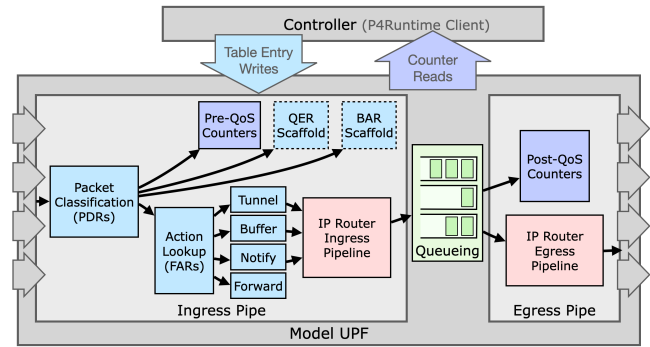 Controller (P4Runtime Client)
Table Entry
Writes
Counter
Reads
Pre-QoS
Counters
QER
Scaffold
BAR
Scaffold
Packet
Classification
(PDRs)
Action
Lookup
(FARs)
Tunnel
Buffer
Notify
Forward
IP Router
Ingress
Pipeline
Ingress Pipe
Queueing
Post-QoS
Counters
IP Router
Egress
Pipeline
Egress Pipe
Model UPF